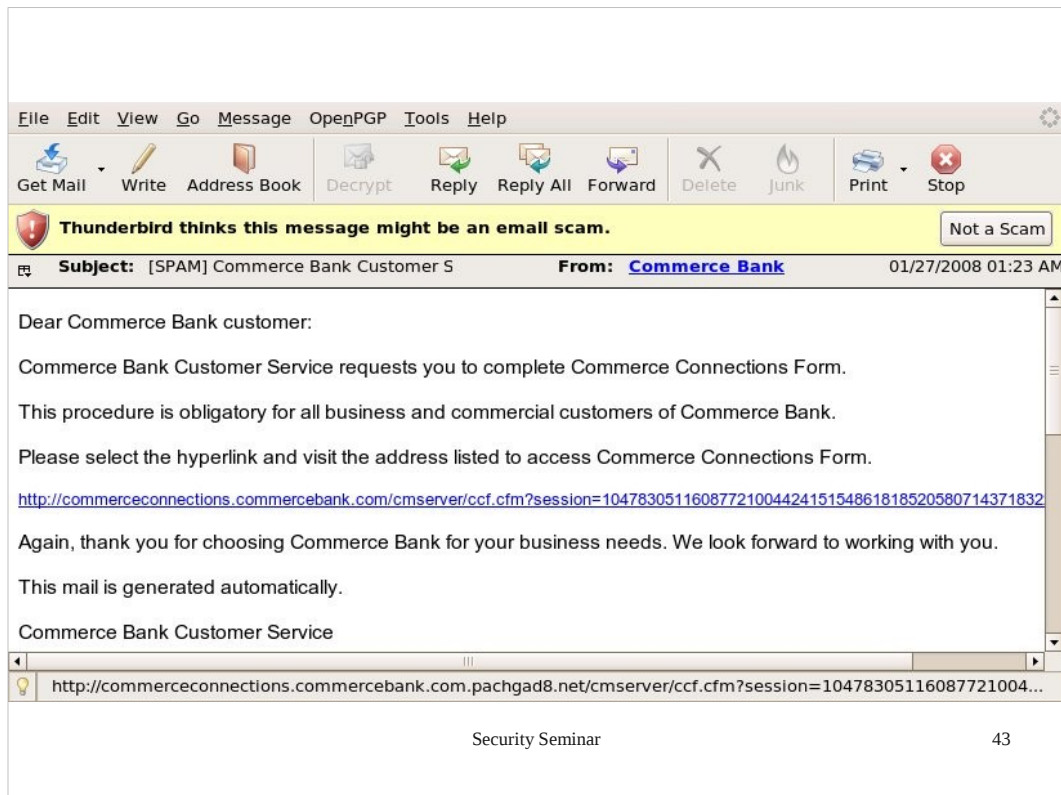 File Edit View Go Message OpenPGP Tools Help
Get Mail Write Address Book Decrypt Reply Reply All Forward Delete Junk Print Stop
Thunderbird thinks this message might be an email scam. Not a Scam
Subject: [SPAM] Commerce Bank Customer S From: Commerce Bank 01/27/2008 01:23 AM
Dear Commerce Bank customer:
Commerce Bank Customer Service requests you to complete Commerce Connections Form.
This procedure is obligatory for all business and commercial customers of Commerce Bank.
Please select the hyperlink and visit the address listed to access Commerce Connections Form.
http://commerceconnections.commercebank.com/cmserver/ccf.cfm?session=1047830511608772100442415154861818520580714371832
Again, thank you for choosing Commerce Bank for your business needs. We look forward to working with you.
This mail is generated automatically.
Commerce Bank Customer Service
http://commerceconnections.commercebank.com.pachgad8.net/cmserver/ccf.cfm?session=10478305116087721004...
Security Seminar 43